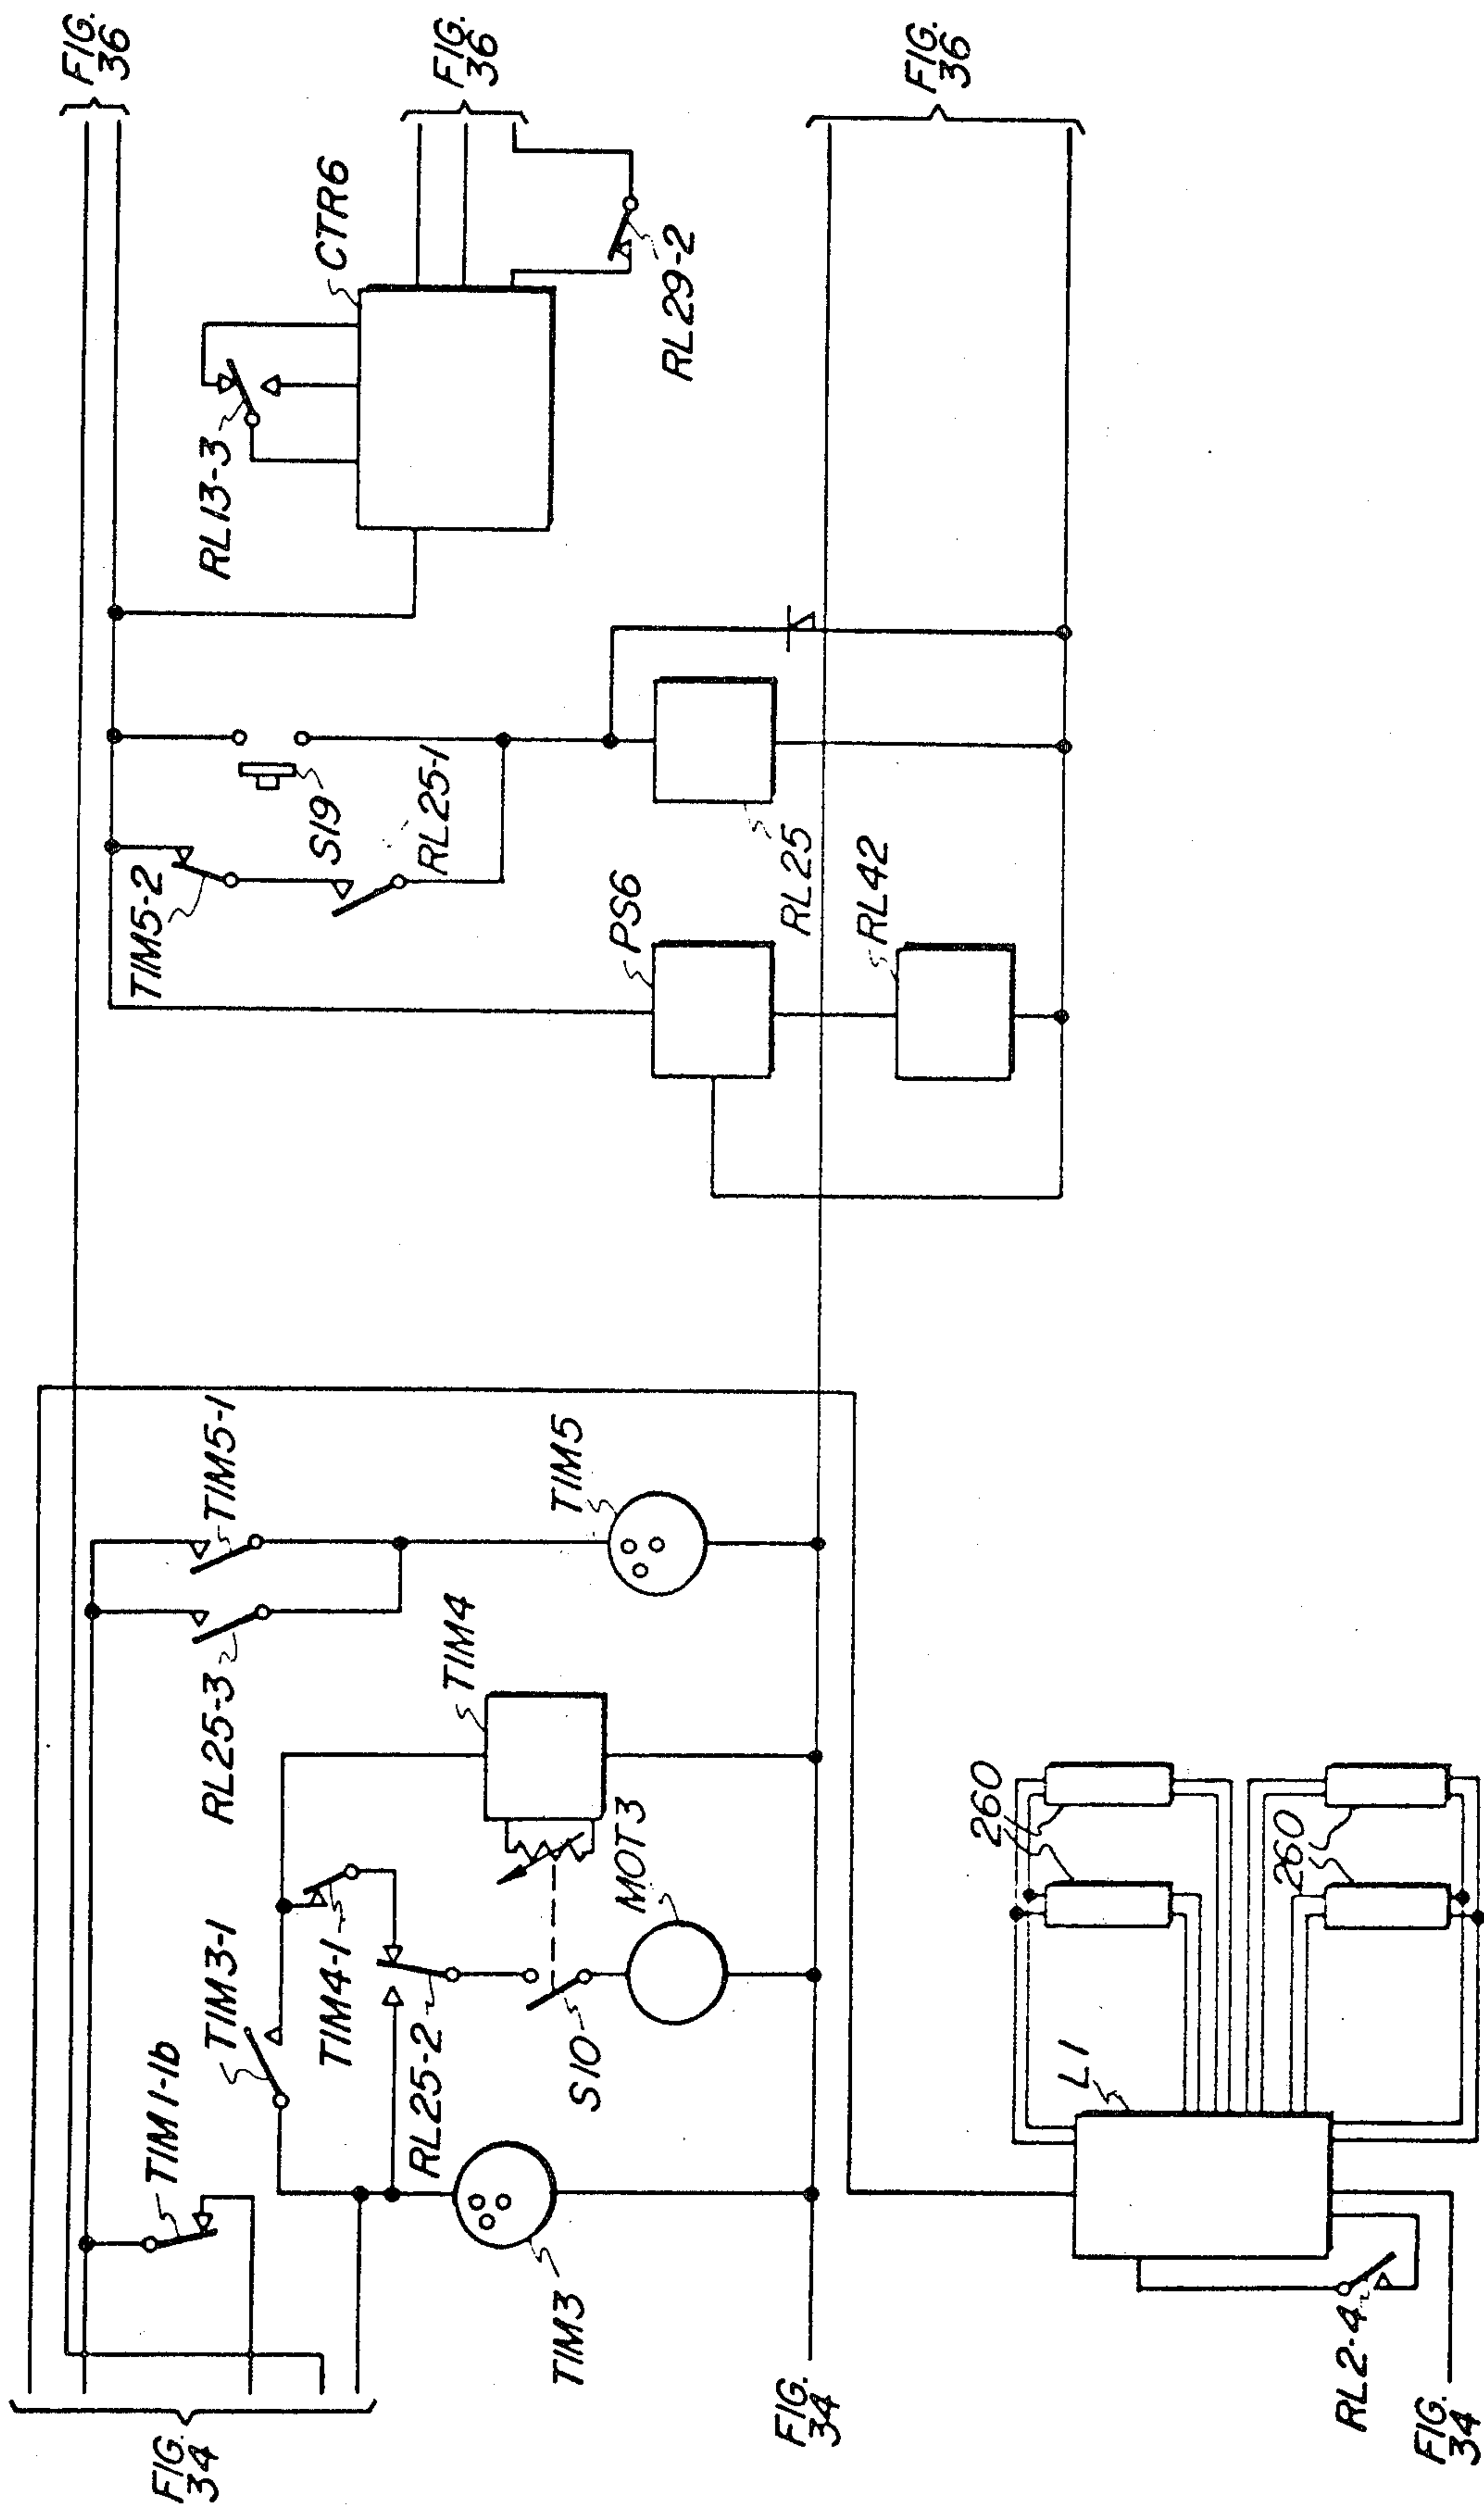 FIG.
34
TIM1-1b
TIM3-1
TIM4-1
RL25-2
S10
MOT3
TIM3
TIM4
RL25-3
TIM5-1
TIM5
FIG.
34
L1
260
260
RL2-4
FIG.
34
TIM5-2
S19
RL25-1
PS6
RL25
RL42
RL13-3
CTR6
RL29-2
FIG.
36
FIG.
36
FIG.
36